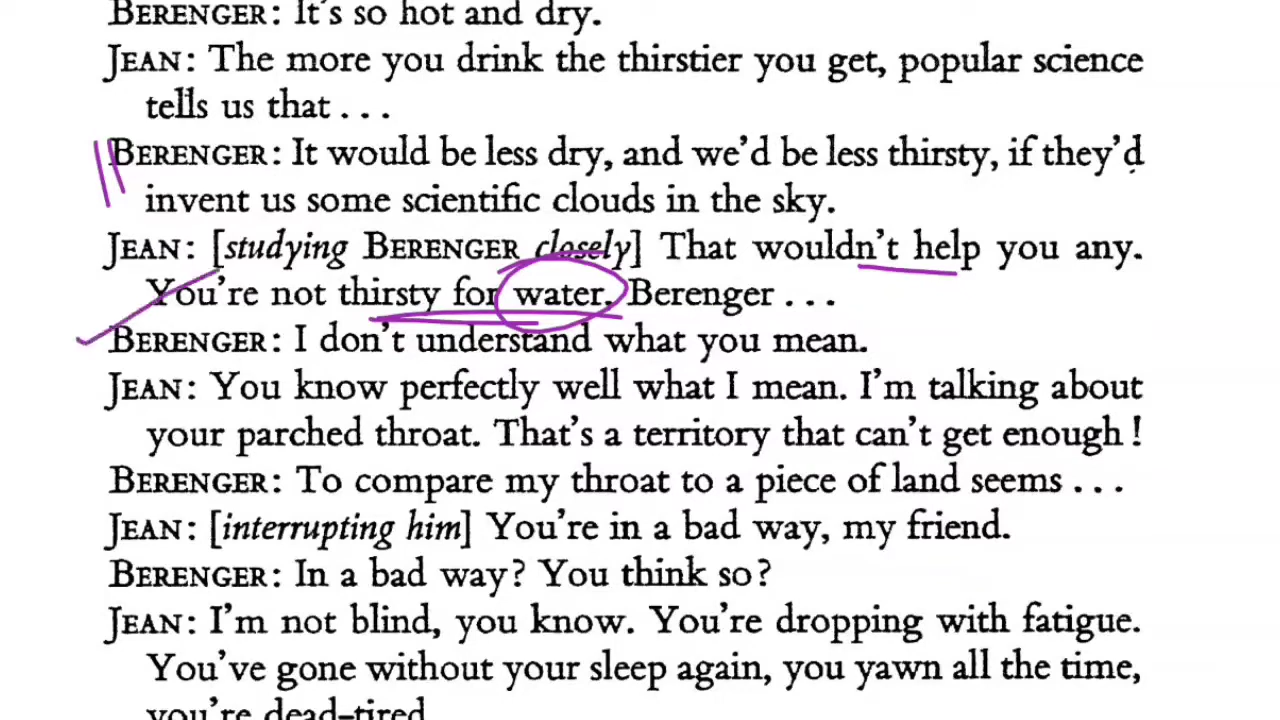 BERENGER: It's so hot and dry.
JEAN: The more you drink the thirstier you get, popular science
tells us that . . .
BERENGER: It would be less dry, and we'd be less thirsty, if they'd
invent us some scientific clouds in the sky.
JEAN: [studying BERENGER closely] That wouldn't help you any.
You're not thirsty for water. Berenger . . .
BERENGER: I don't understand what you mean.
JEAN: You know perfectly well what I mean. I'm talking about
your parched throat. That's a territory that can't get enough!
BERENGER: To compare my throat to a piece of land seems . . .
JEAN: [interrupting him] You're in a bad way, my friend.
BERENGER: In a bad way? You think so?
JEAN: I'm not blind, you know. You're dropping with fatigue.
You've gone without your sleep again, you yawn all the time,
you're dead-tired